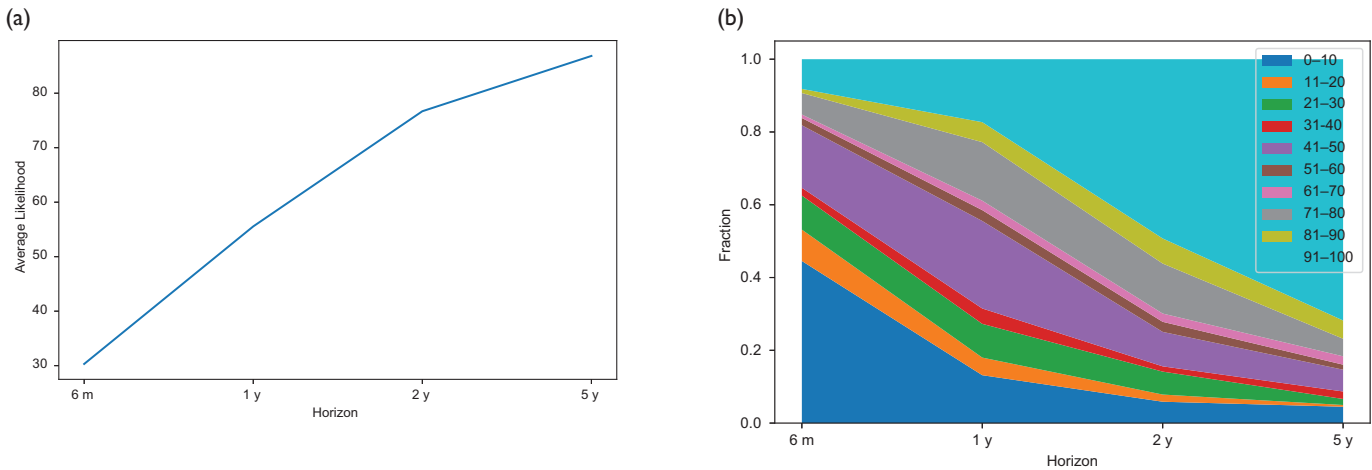 (a)
80
70
60
50
40
30
Average Likelihood
6 m
1 y
2 y
5 y
Horizon
(b)
1.0
0.8
0.6
0.4
0.2
0.0
Fraction
0–10
11–20
21–30
31-40
41–50
51–60
61–70
71–80
81–90
91–100
6 m
1 y
2 y
5 y
Horizon